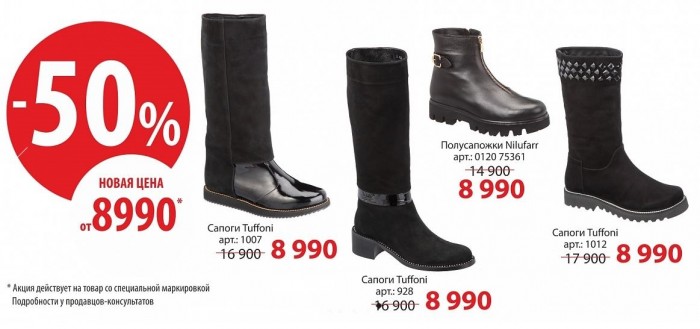 -50%
НОВАЯ ЦЕНА
от 8990*
* Акция действует на товар со специальной маркировкой
Подробности у продавцов-консультатов
Сапоги Tuffoni
арт.: 1007
16 900 8 990
Сапоги Tuffoni
арт.: 928
16 900 8 990
Полусапожки Nilufarr
арт.: 0120 75361
14 900
8 990
Сапоги Tuffoni
арт.: 1012
17 900 8 990